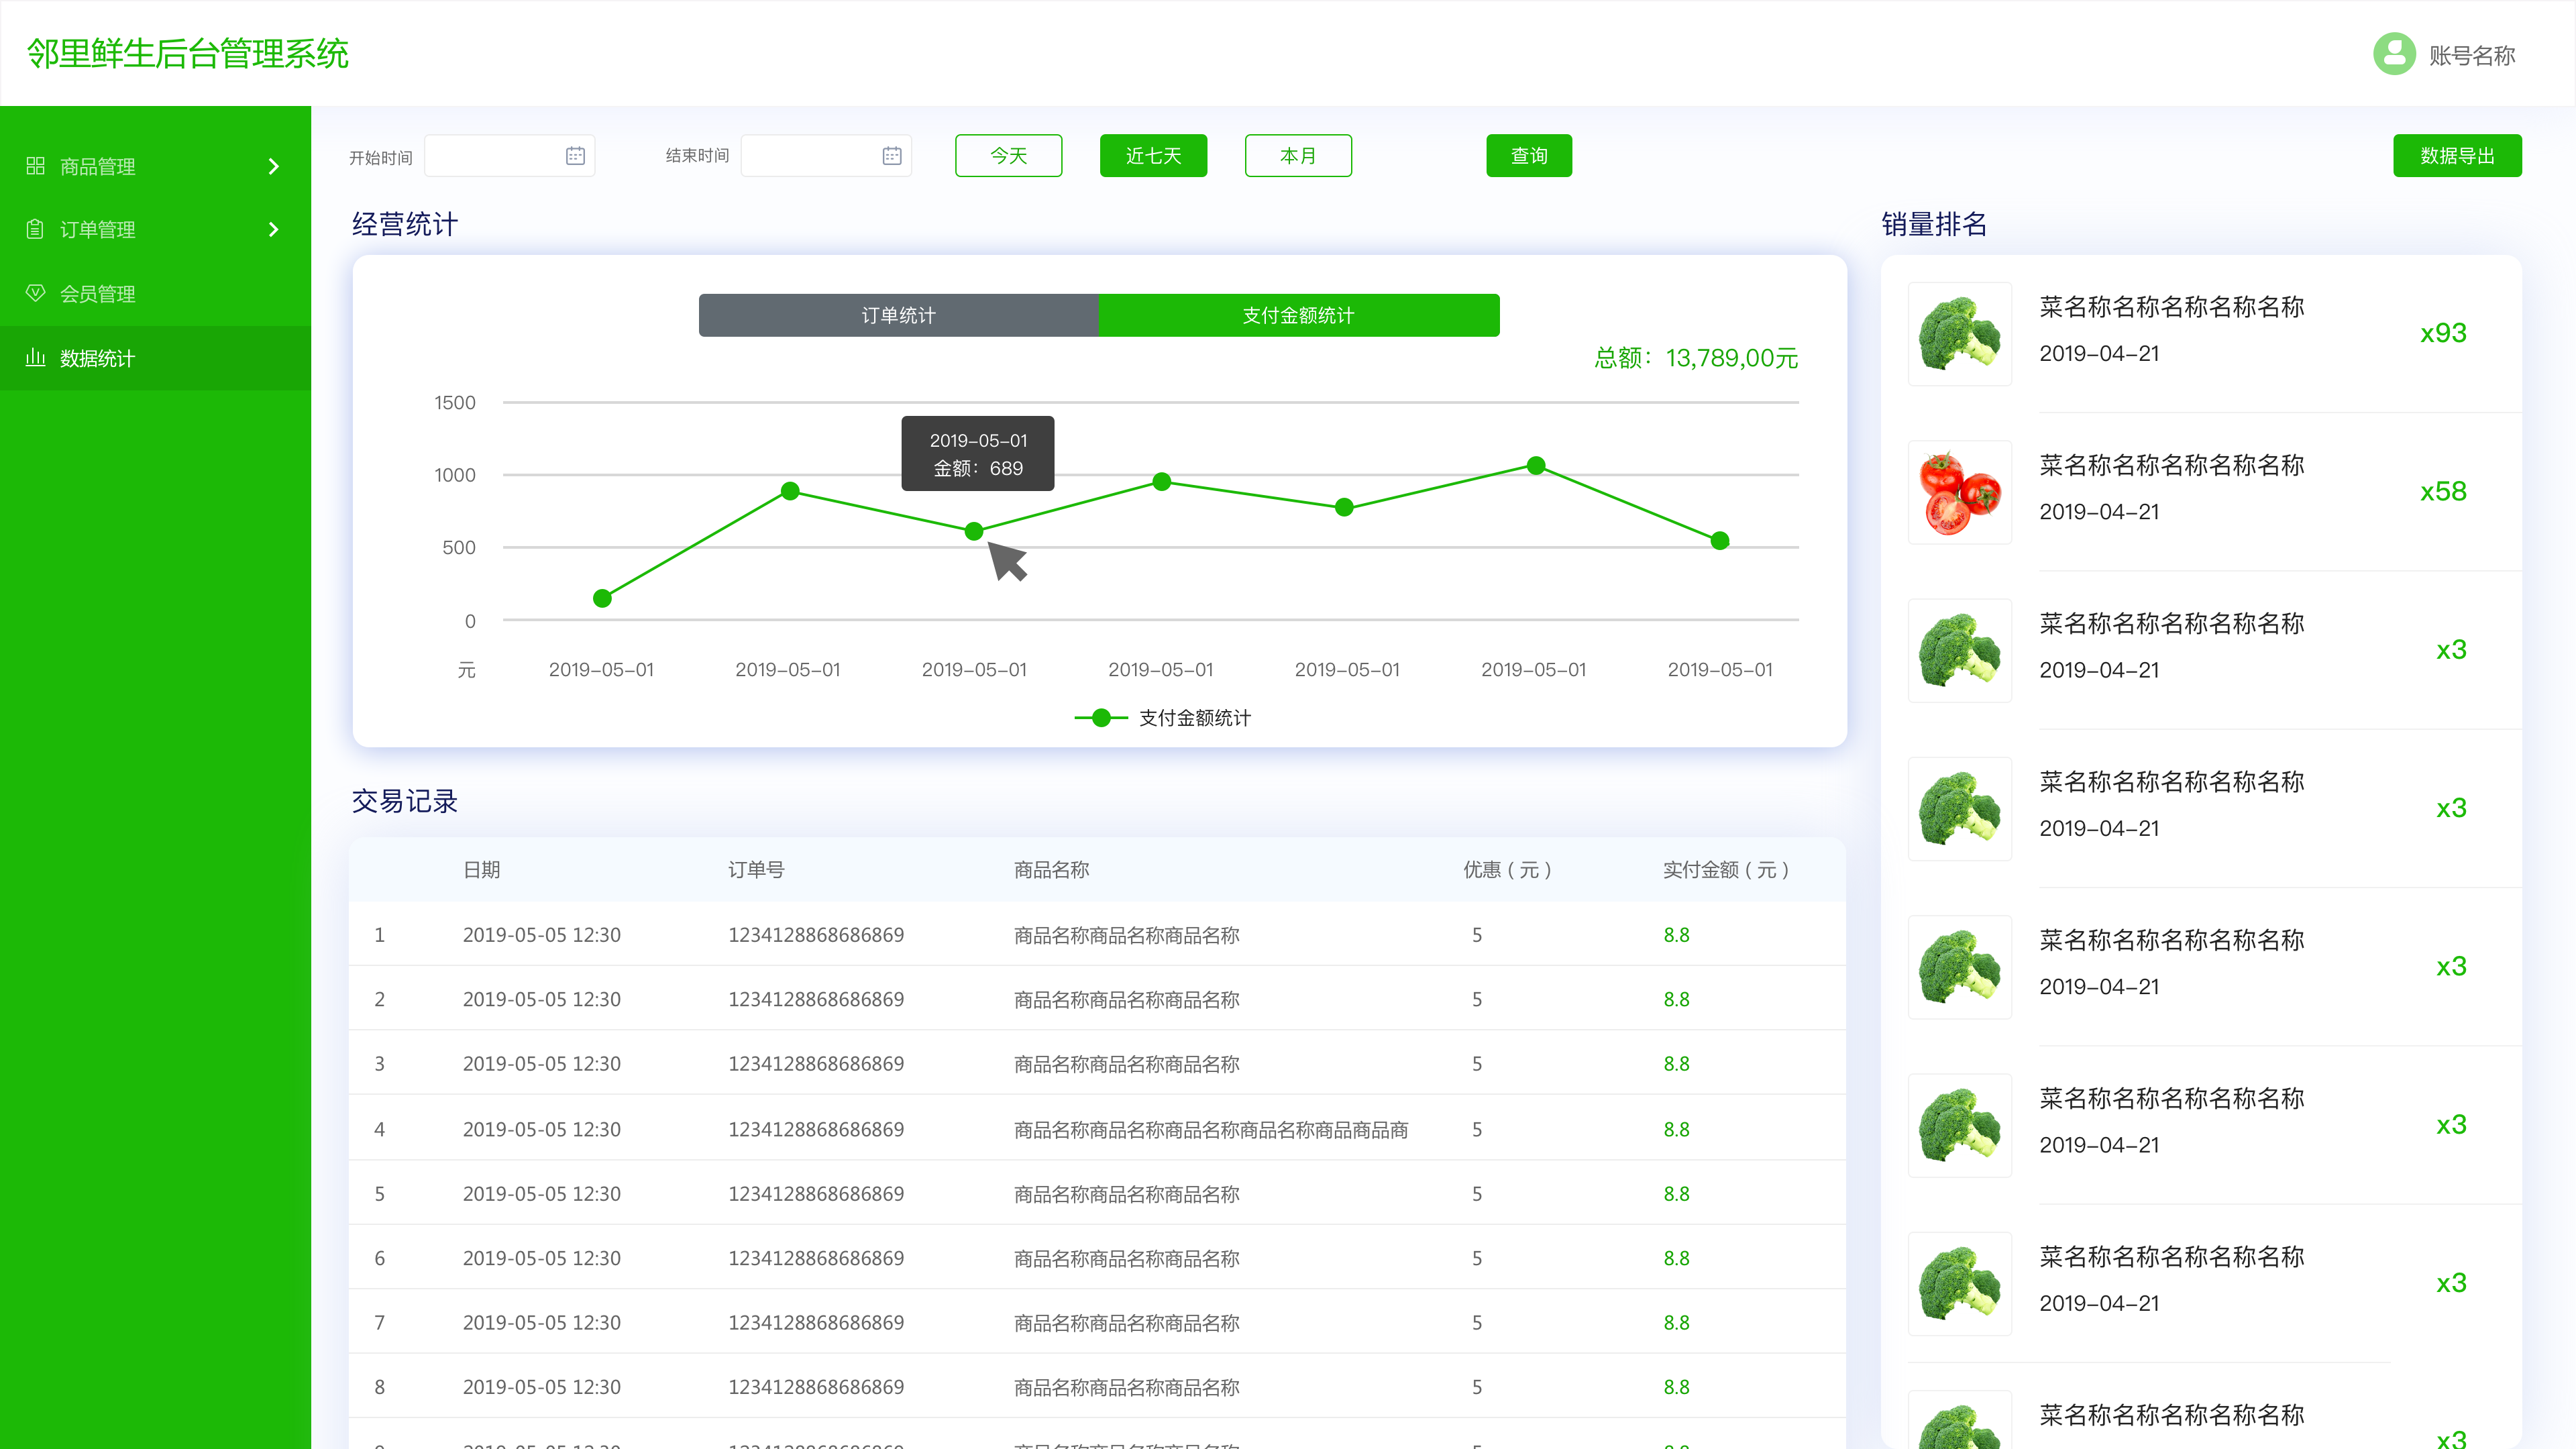 邻里鲜生后台管理系统
账号名称
商品管理
订单管理
会员管理
数据统计
开始时间
结束时间
今天
近七天
本月
查询
数据导出
经营统计
订单统计
支付金额统计
总额：13,789,00元
1500
1000
500
0
元
2019-05-01
金额：689
2019-05-01 2019-05-01 2019-05-01 2019-05-01 2019-05-01 2019-05-01 2019-05-01
支付金额统计
交易记录
日期 订单号 商品名称 优惠（元） 实付金额（元）
1 2019-05-05 12:30 1234128868686869 商品名称商品名称商品名称 5 8.8
2 2019-05-05 12:30 1234128868686869 商品名称商品名称商品名称 5 8.8
3 2019-05-05 12:30 1234128868686869 商品名称商品名称商品名称 5 8.8
4 2019-05-05 12:30 1234128868686869 商品名称商品名称商品名称商品名称商品商品商 5 8.8
5 2019-05-05 12:30 1234128868686869 商品名称商品名称商品名称 5 8.8
6 2019-05-05 12:30 1234128868686869 商品名称商品名称商品名称 5 8.8
7 2019-05-05 12:30 1234128868686869 商品名称商品名称商品名称 5 8.8
8 2019-05-05 12:30 1234128868686869 商品名称商品名称商品名称 5 8.8
销量排名
菜名称名称名称名称名称
2019-04-21
x93
菜名称名称名称名称名称
2019-04-21
x58
菜名称名称名称名称名称
2019-04-21
x3
菜名称名称名称名称名称
2019-04-21
x3
菜名称名称名称名称名称
2019-04-21
x3
菜名称名称名称名称名称
2019-04-21
x3
菜名称名称名称名称名称
2019-04-21
x3
菜名称名称名称名称名称
x3